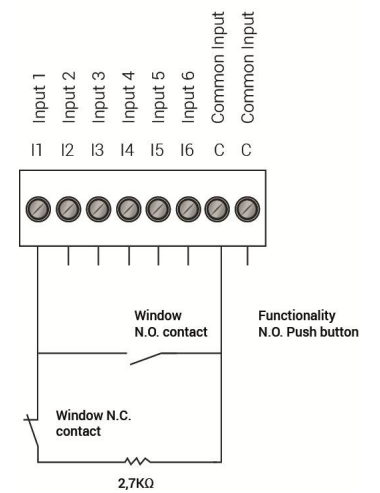 Input 1
Input 2
Input 3
Input 4
Input 5
Input 6
Common Input
Common Input
I1 I2 I3 I4 I5 I6 C C
Window
N.O. contact
Functionality
N.O. Push button
Window N.C.
contact
2,7KΩ